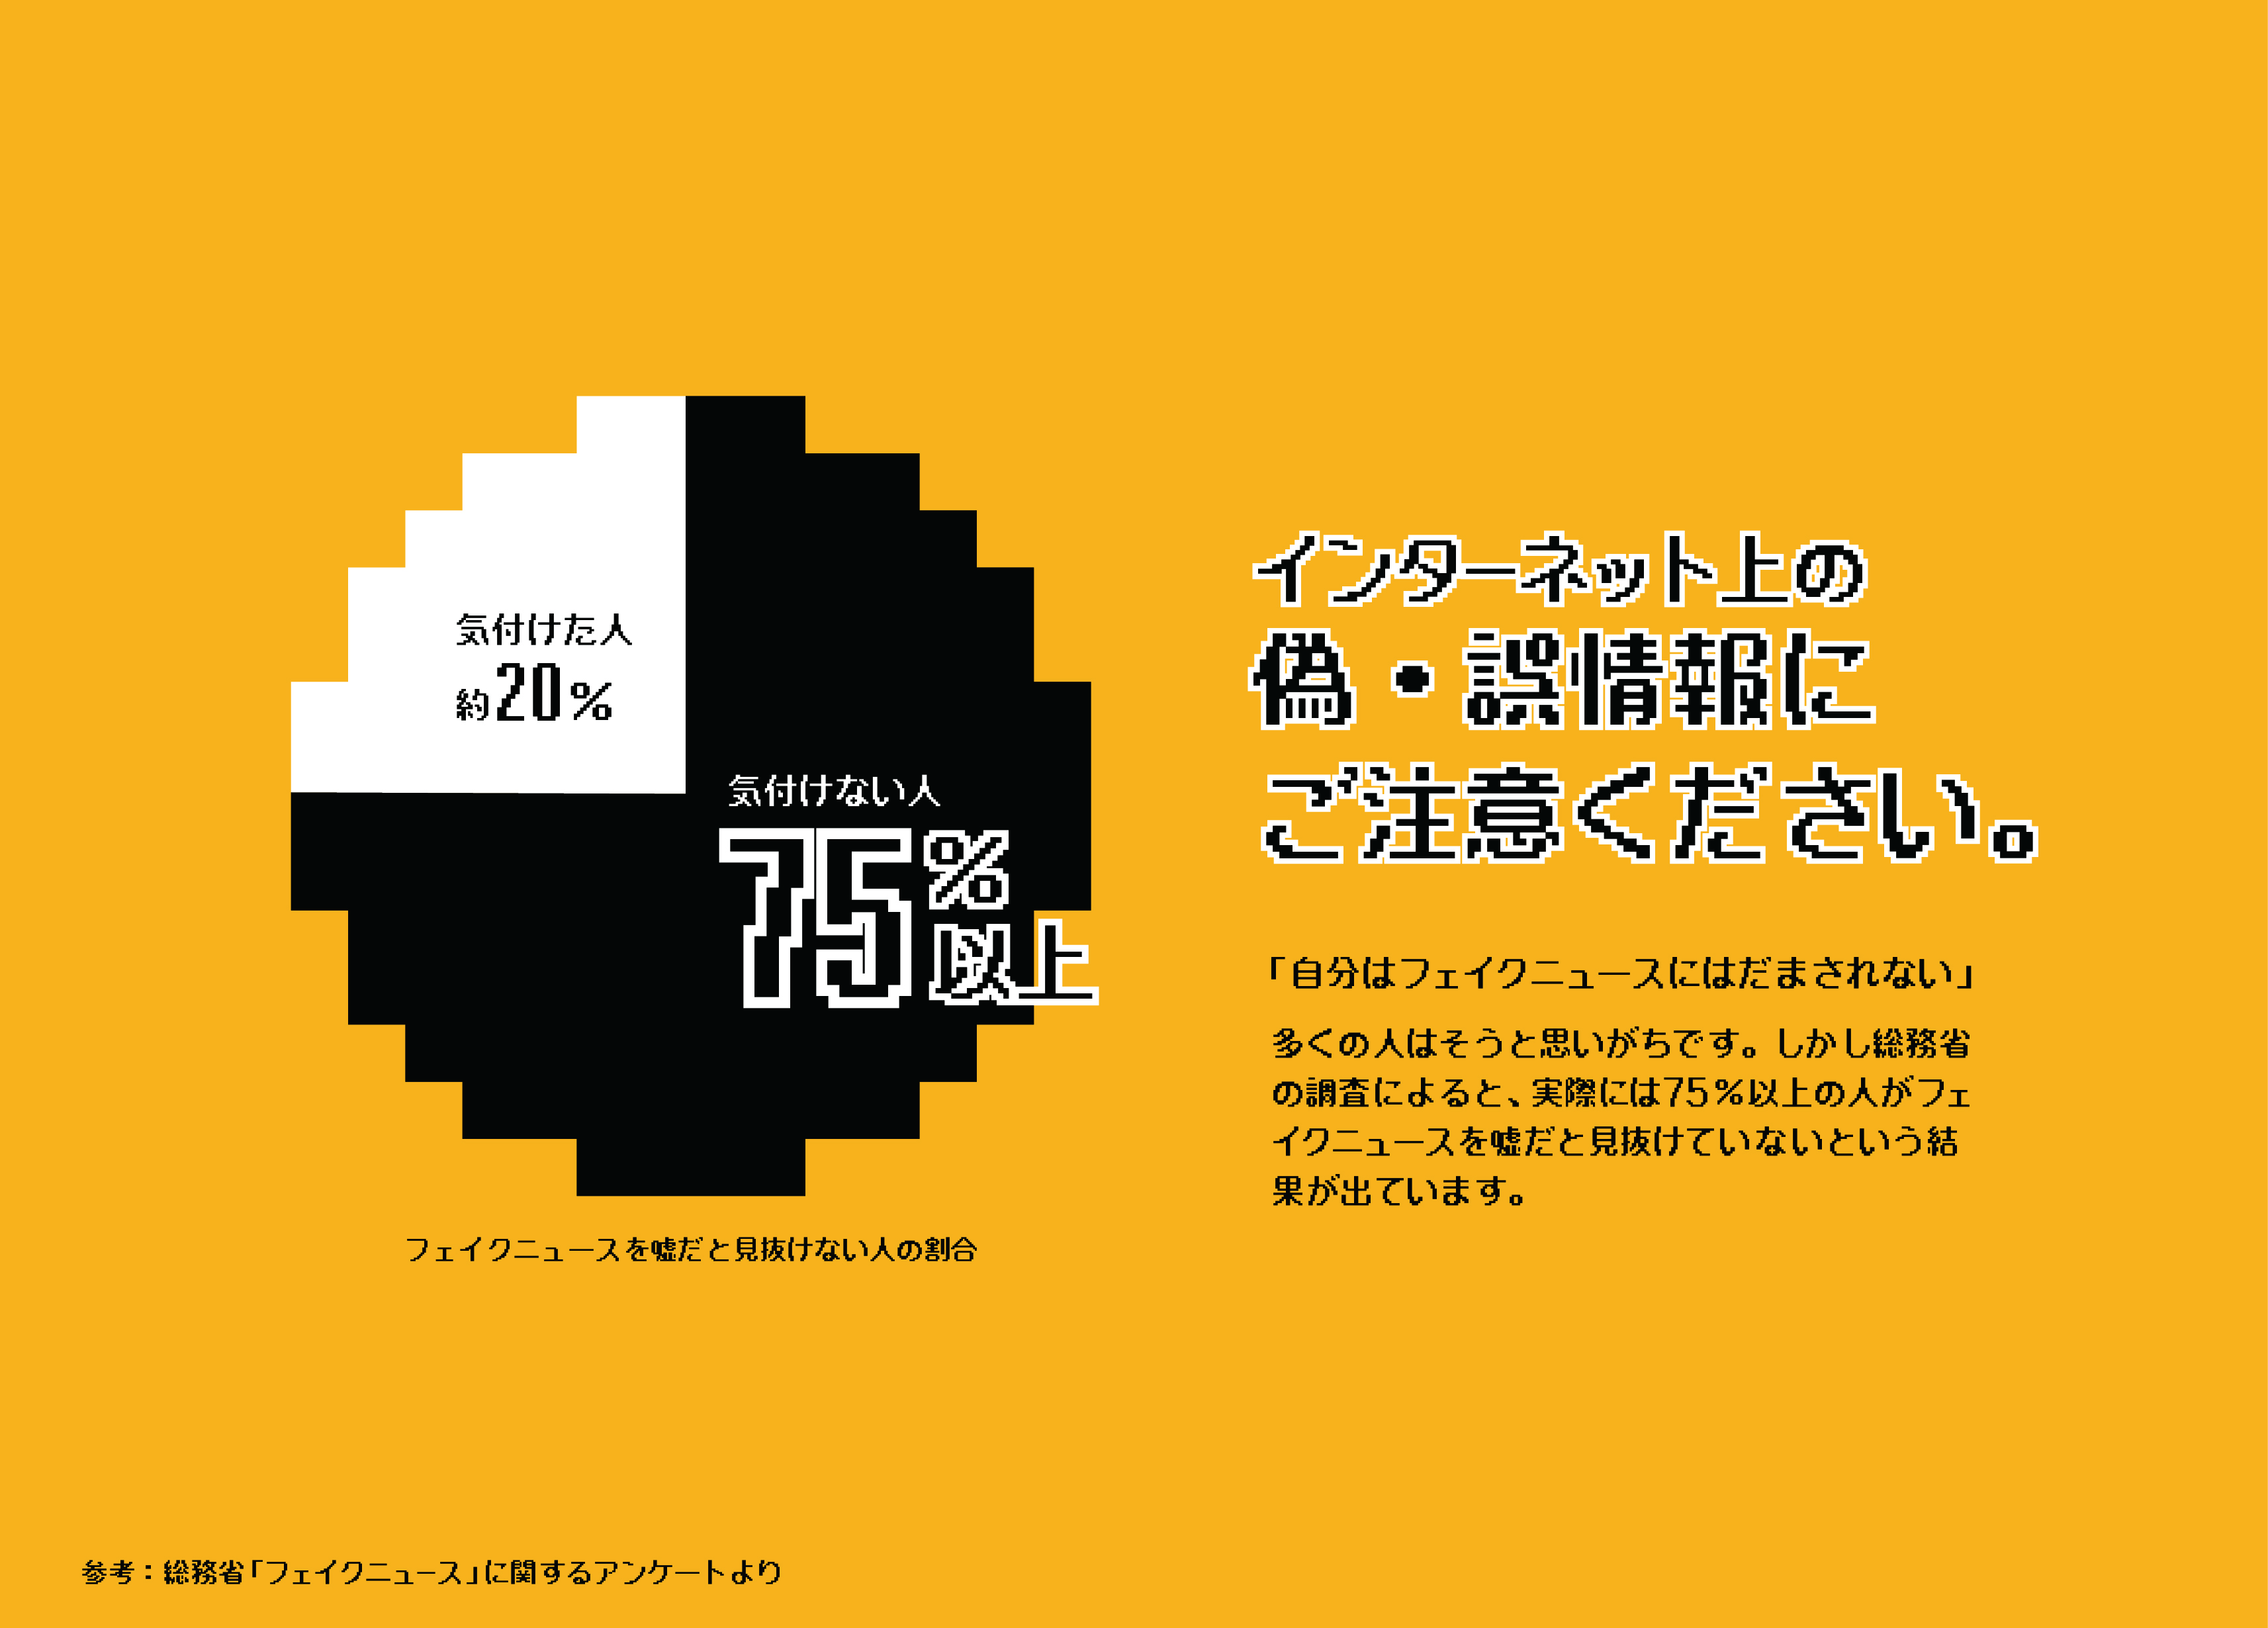 インターネット上の
偽・誤情報に
ご注意ください。
気付けた人
約20%
気付けない人
75%
以上
フェイクニュースを嘘だと見抜けない人の割合
「自分はフェイクニュースにはだまされない」
多くの人はそうと思いがちです。しかし総務省
の調査によると、実際には75%以上の人がフェ
イクニュースを嘘だと見抜けていないという結
果が出ています。
参考：総務省「フェイクニュース」に関するアンケートより